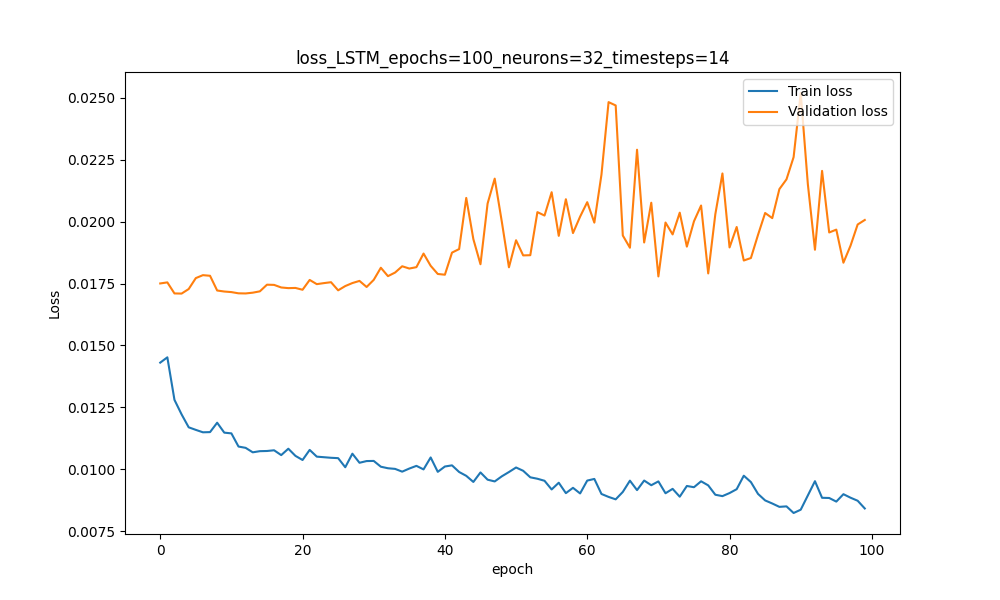 loss_LSTM_epochs=100_neurons=32_timesteps=14
Train loss
Validation loss
0.0250
0.0225
0.0200
0.0175
0.0150
0.0125
0.0100
0.0075
Loss
0 20 40 60 80 100
epoch